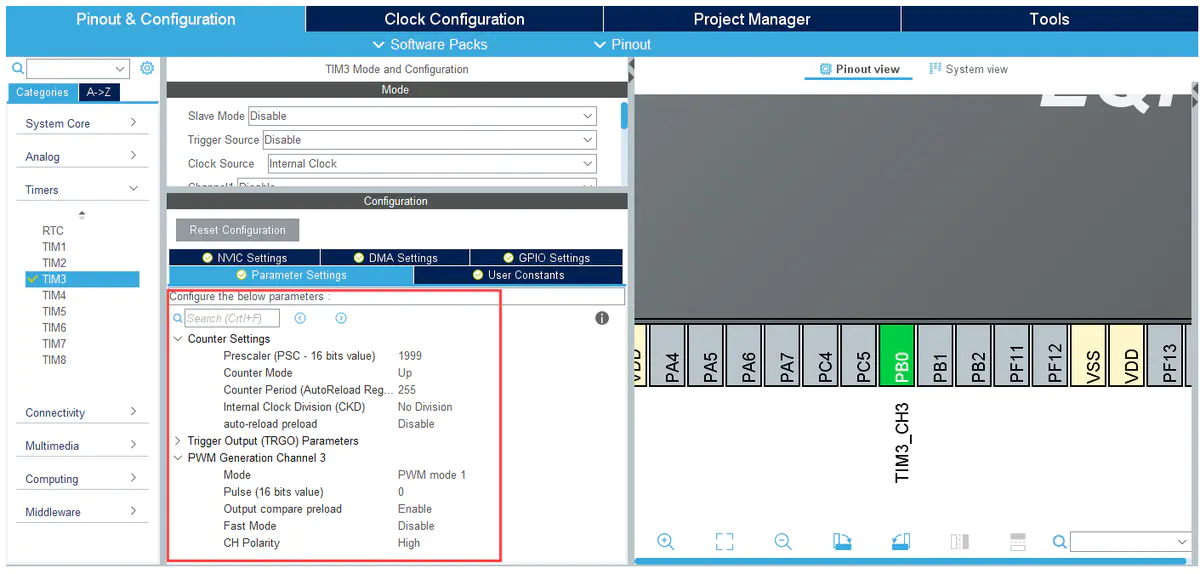 Pinout & Configuration
Clock Configuration
Project Manager
Tools
Software Packs
Pinout
TIM3 Mode and Configuration
Pinout view
System view
Categories
A->Z
Mode
System Core
Slave Mode Disable
Trigger Source Disable
Analog
Clock Source Internal Clock
Channel1 Disable
Timers
Configuration
RTC
TIM1
TIM2
TIM3
TIM4
TIM5
TIM6
TIM7
TIM8
Connectivity
Multimedia
Computing
Middleware
Reset Configuration
NVIC Settings
DMA Settings
GPIO Settings
Parameter Settings
User Constants
Configure the below parameters :
Search (Crtl+F)
Counter Settings
Prescaler (PSC - 16 bits value) 1999
Counter Mode Up
Counter Period (AutoReload Reg... 255
Internal Clock Division (CKD) No Division
auto-reload preload Disable
Trigger Output (TRGO) Parameters
PWM Generation Channel 3
Mode PWM mode 1
Pulse (16 bits value) 0
Output compare preload Enable
Fast Mode Disable
CH Polarity High
VDD
PA4
PA5
PA6
PA7
PC4
PC5
PB0
PB1
PB2
PF11
PF12
VSS
VDD
PF13
TIM3_CH3